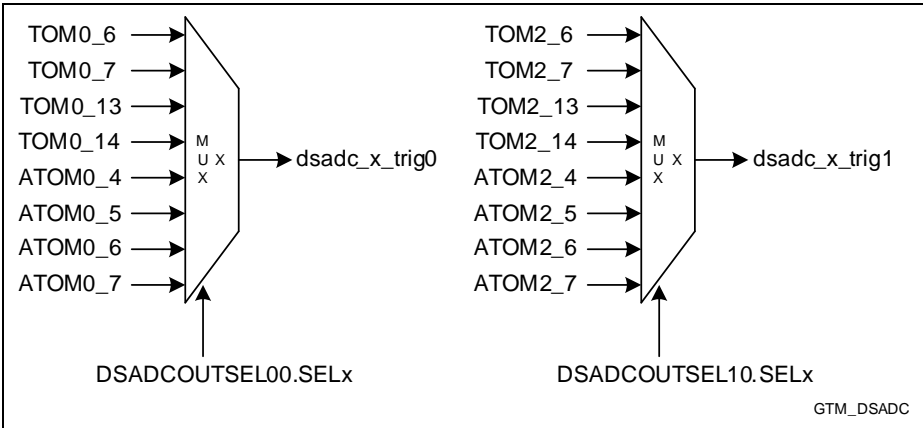 TOM0_6
TOM0_7
TOM0_13
TOM0_14
ATOM0_4
ATOM0_5
ATOM0_6
ATOM0_7
M
U X
X
dsadc_x_trig0
DSADCOUTSEL00.SELx
TOM2_6
TOM2_7
TOM2_13
TOM2_14
ATOM2_4
ATOM2_5
ATOM2_6
ATOM2_7
M
U X
X
dsadc_x_trig1
DSADCOUTSEL10.SELx
GTM_DSADC